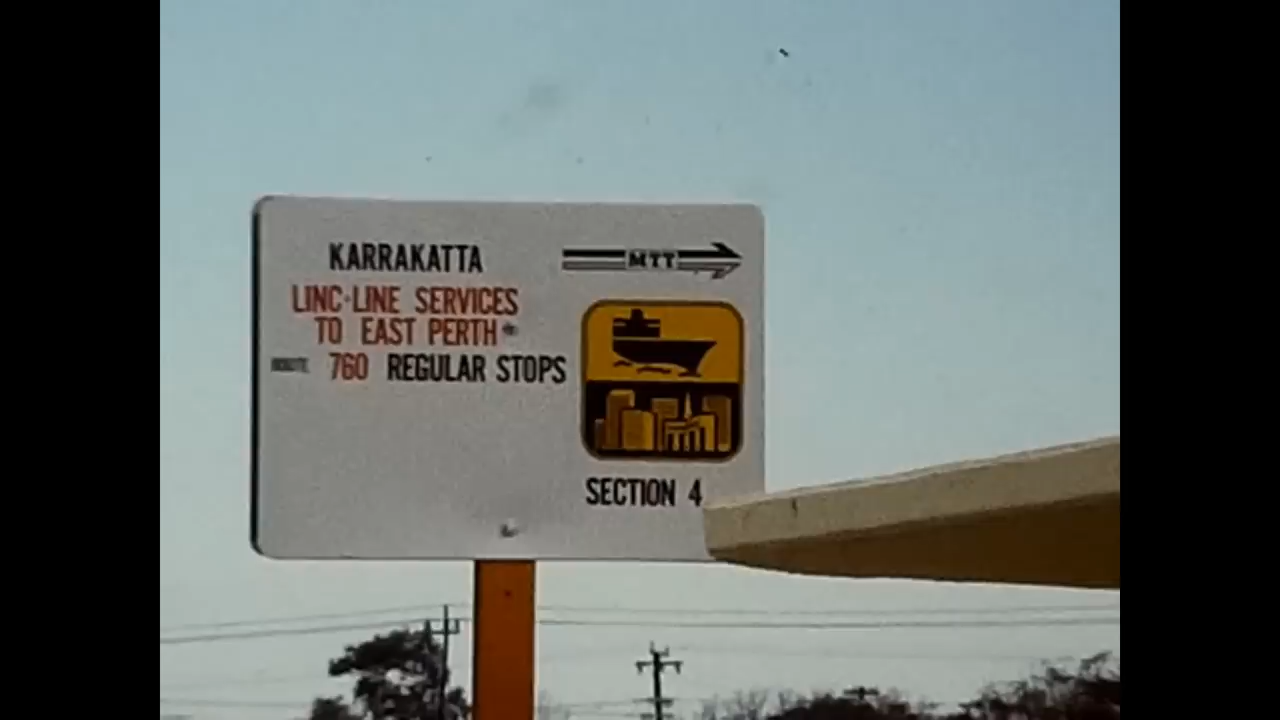 KARRAKATTA
MTT
LINC·LINE SERVICES
TO EAST PERTH*
ROUTE 760 REGULAR STOPS
SECTION 4